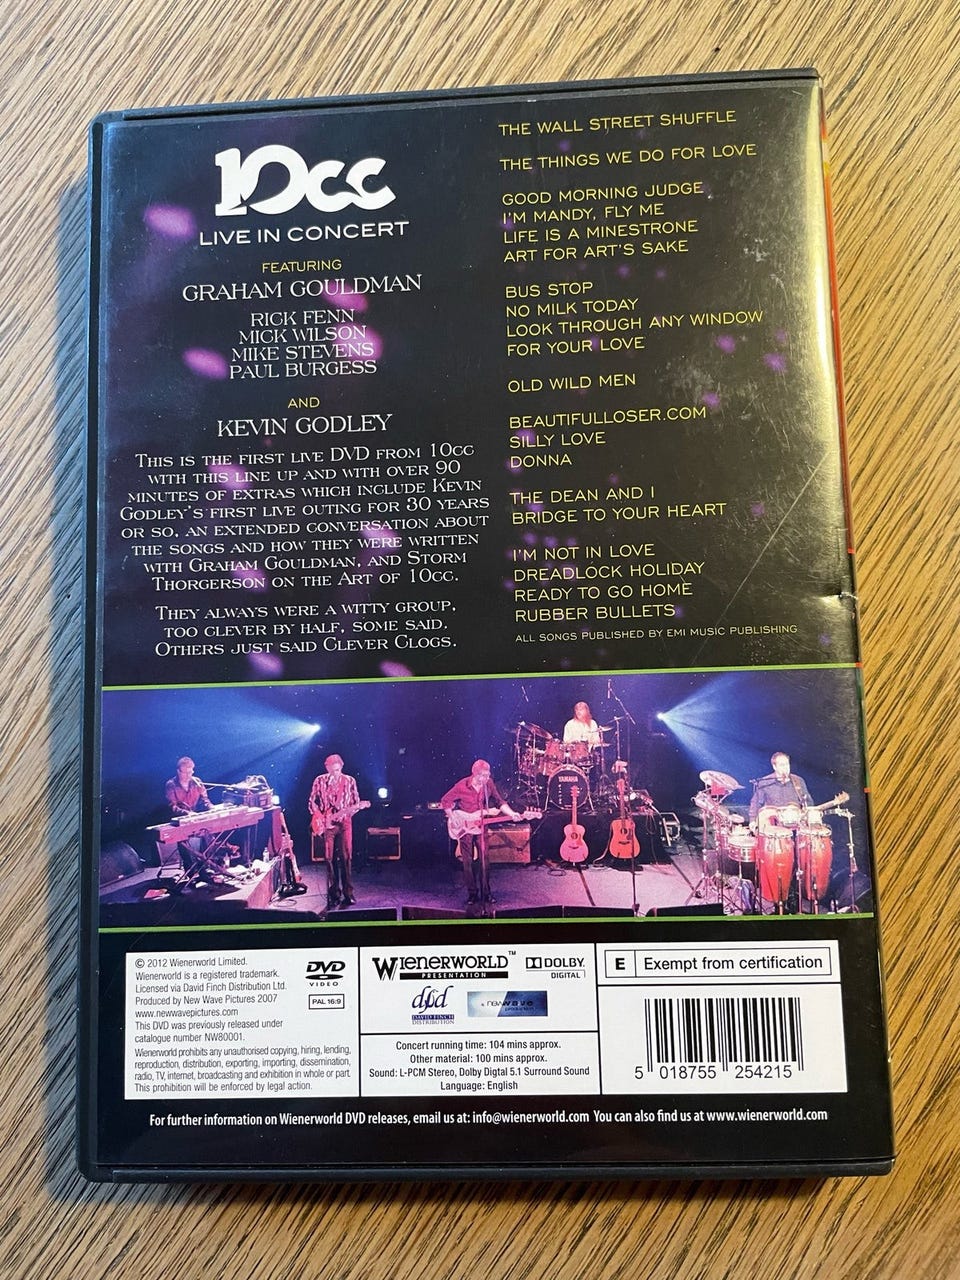 10cc
LIVE IN CONCERT
FEATURING
GRAHAM GOULDMAN
RICK FENN
MICK WILSON
MIKE STEVENS
PAUL BURGESS
AND
KEVIN GODLEY
THIS IS THE FIRST LIVE DVD FROM 10CC
WITH THIS LINE UP AND WITH OVER 90
MINUTES OF EXTRAS WHICH INCLUDE KEVIN
GODLEY'S FIRST LIVE OUTING FOR 30 YEARS
OR SO, AN EXTENDED CONVERSATION ABOUT
THE SONGS AND HOW THEY WERE WRITTEN
WITH GRAHAM GOULDMAN, AND STORM
THORGERSON ON THE ART OF 10CC.
THEY ALWAYS WERE A WITTY GROUP,
TOO CLEVER BY HALF, SOME SAID.
OTHERS JUST SAID CLEVER CLOGS.
THE WALL STREET SHUFFLE
THE THINGS WE DO FOR LOVE
GOOD MORNING JUDGE
I'M MANDY, FLY ME
LIFE IS A MINESTRONE
ART FOR ART'S SAKE
BUS STOP
NO MILK TODAY
LOOK THROUGH ANY WINDOW
FOR YOUR LOVE
OLD WILD MEN
BEAUTIFULLOSER.COM
SILLY LOVE
DONNA
THE DEAN AND I
BRIDGE TO YOUR HEART
I'M NOT IN LOVE
DREADLOCK HOLIDAY
READY TO GO HOME
RUBBER BULLETS
ALL SONGS PUBLISHED BY EMI MUSIC PUBLISHING
YAMAHA
© 2012 Wienerworld Limited.
Wienerworld is a registered trademark.
Licensed via David Finch Distribution Ltd.
Produced by New Wave Pictures 2007
www.newwavepictures.com
This DVD was previously released under
catalogue number NW80001.
Wienerworld prohibits any unauthorised copying, hiring, lending,
reproduction, distribution, exporting, importing, dissemination,
radio, TV, internet, broadcasting and exhibition in whole or part.
This prohibition will be enforced by legal action.
DVD
VIDEO
PAL 16:9
WIENERWORLD™
PRESENTATION
DOLBY.
DIGITAL
dfd
DAVID FINCH
DISTRIBUTION
newwave
Concert running time: 104 mins approx.
Other material: 100 mins approx.
Sound: L-PCM Stereo, Dolby Digtal 5.1 Surround Sound
Language: English
E Exempt from certification
5 018755 254215
For further information on Wienerworld DVD releases, email us at: info@wienerworld.com You can also find us at www.wienerworld.com